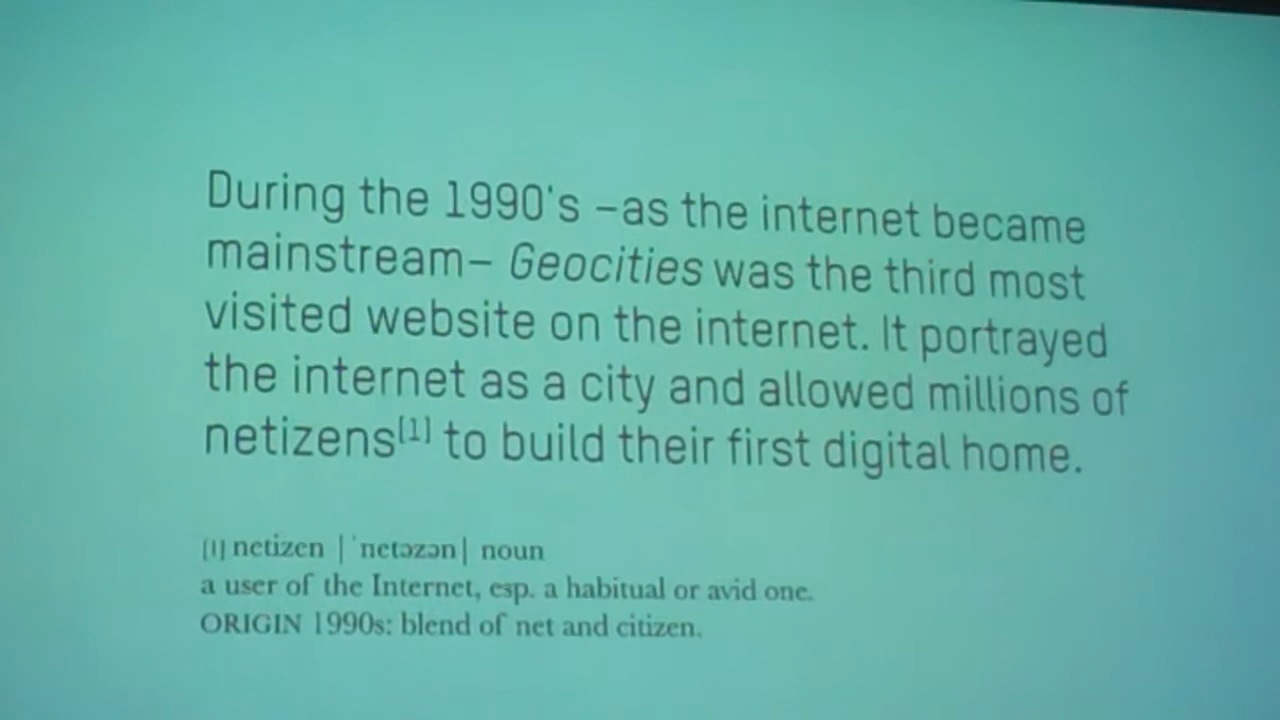 During the 1990's –as the internet became
mainstream– Geocities was the third most
visited website on the internet. It portrayed
the internet as a city and allowed millions of
netizens[1] to build their first digital home.
[1] netizen |ˈnetəzən| noun
a user of the Internet, esp. a habitual or avid one.
ORIGIN 1990s: blend of net and citizen.